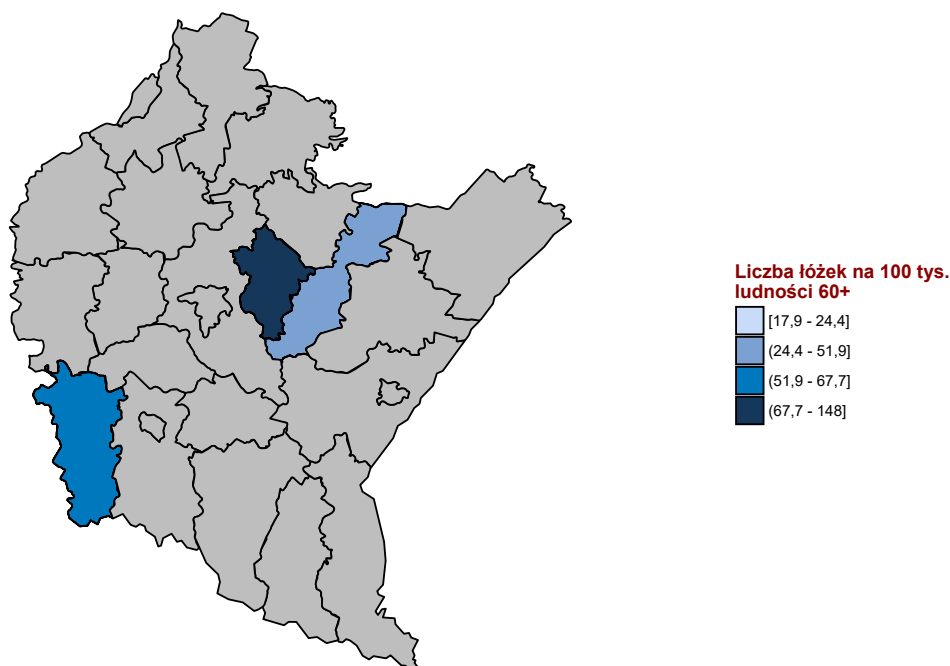 Liczba łóżek na 100 tys.
ludności 60+
[17,9 - 24,4]
(24,4 - 51,9]
(51,9 - 67,7]
(67,7 - 148]